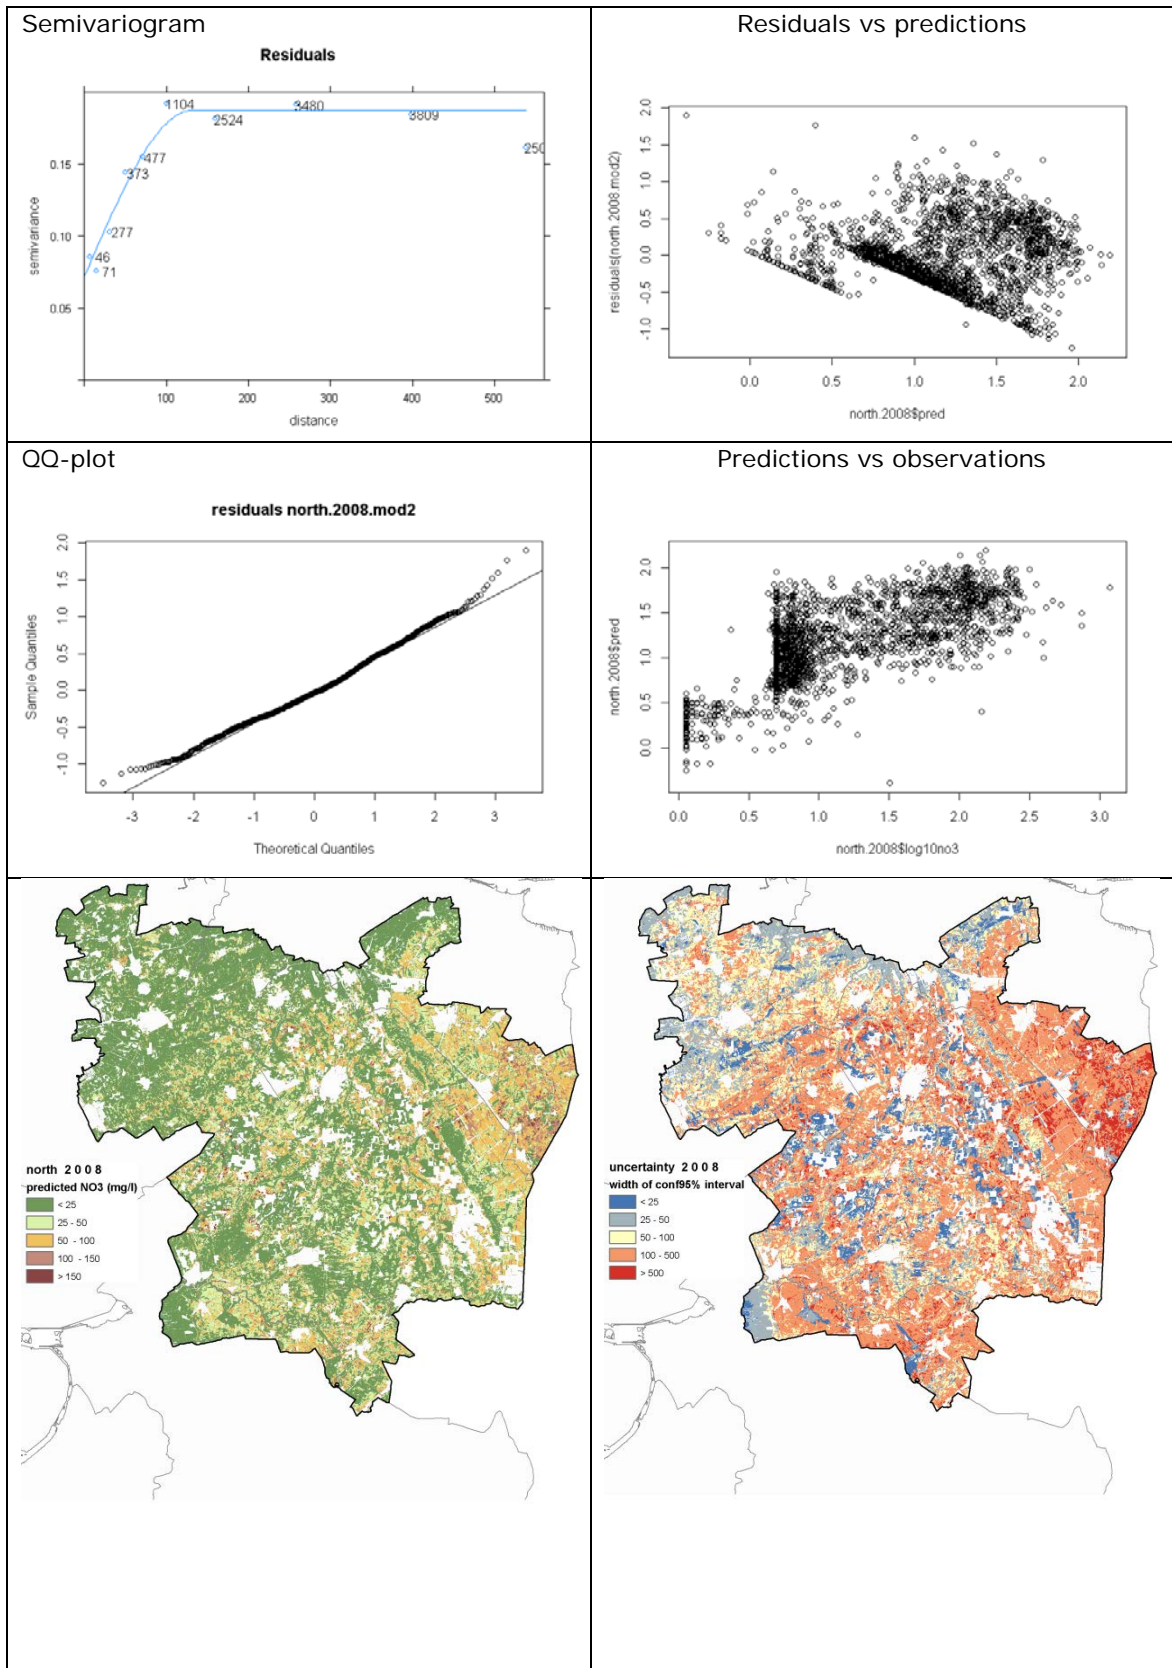 Semivariogram
Residuals
1104
3480
2524
3809
250
477
373
277
46
71
0.15
0.10
0.05
semivariance
100
200
300
400
500
distance
Residuals vs predictions
2.0
1.5
1.0
0.5
0.0
-0.5
-1.0
residuals(north.2008.mod2)
0.0
0.5
1.0
1.5
2.0
north.2008$pred
QQ-plot
residuals north.2008.mod2
2.0
1.5
1.0
0.5
0.0
-0.5
-1.0
Sample Quantiles
-3
-2
-1
0
1
2
3
Theoretical Quantiles
Predictions vs observations
2.0
1.5
1.0
0.5
0.0
north.2008$pred
0.0
0.5
1.0
1.5
2.0
2.5
3.0
north.2008$log10no3
north 2008
predicted NO3 (mg/l)
< 25
25 - 50
50 - 100
100 - 150
> 150
uncertainty 2008
width of conf95% interval
< 25
25 - 50
50 - 100
100 - 500
> 500